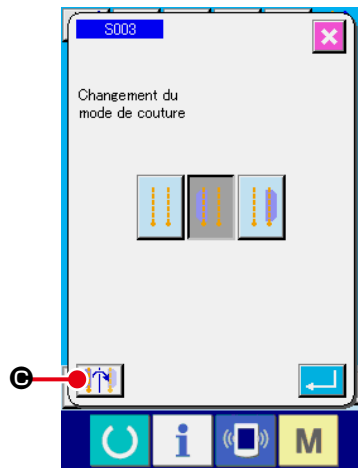 S003
Changement du
mode de couture
C
i
M